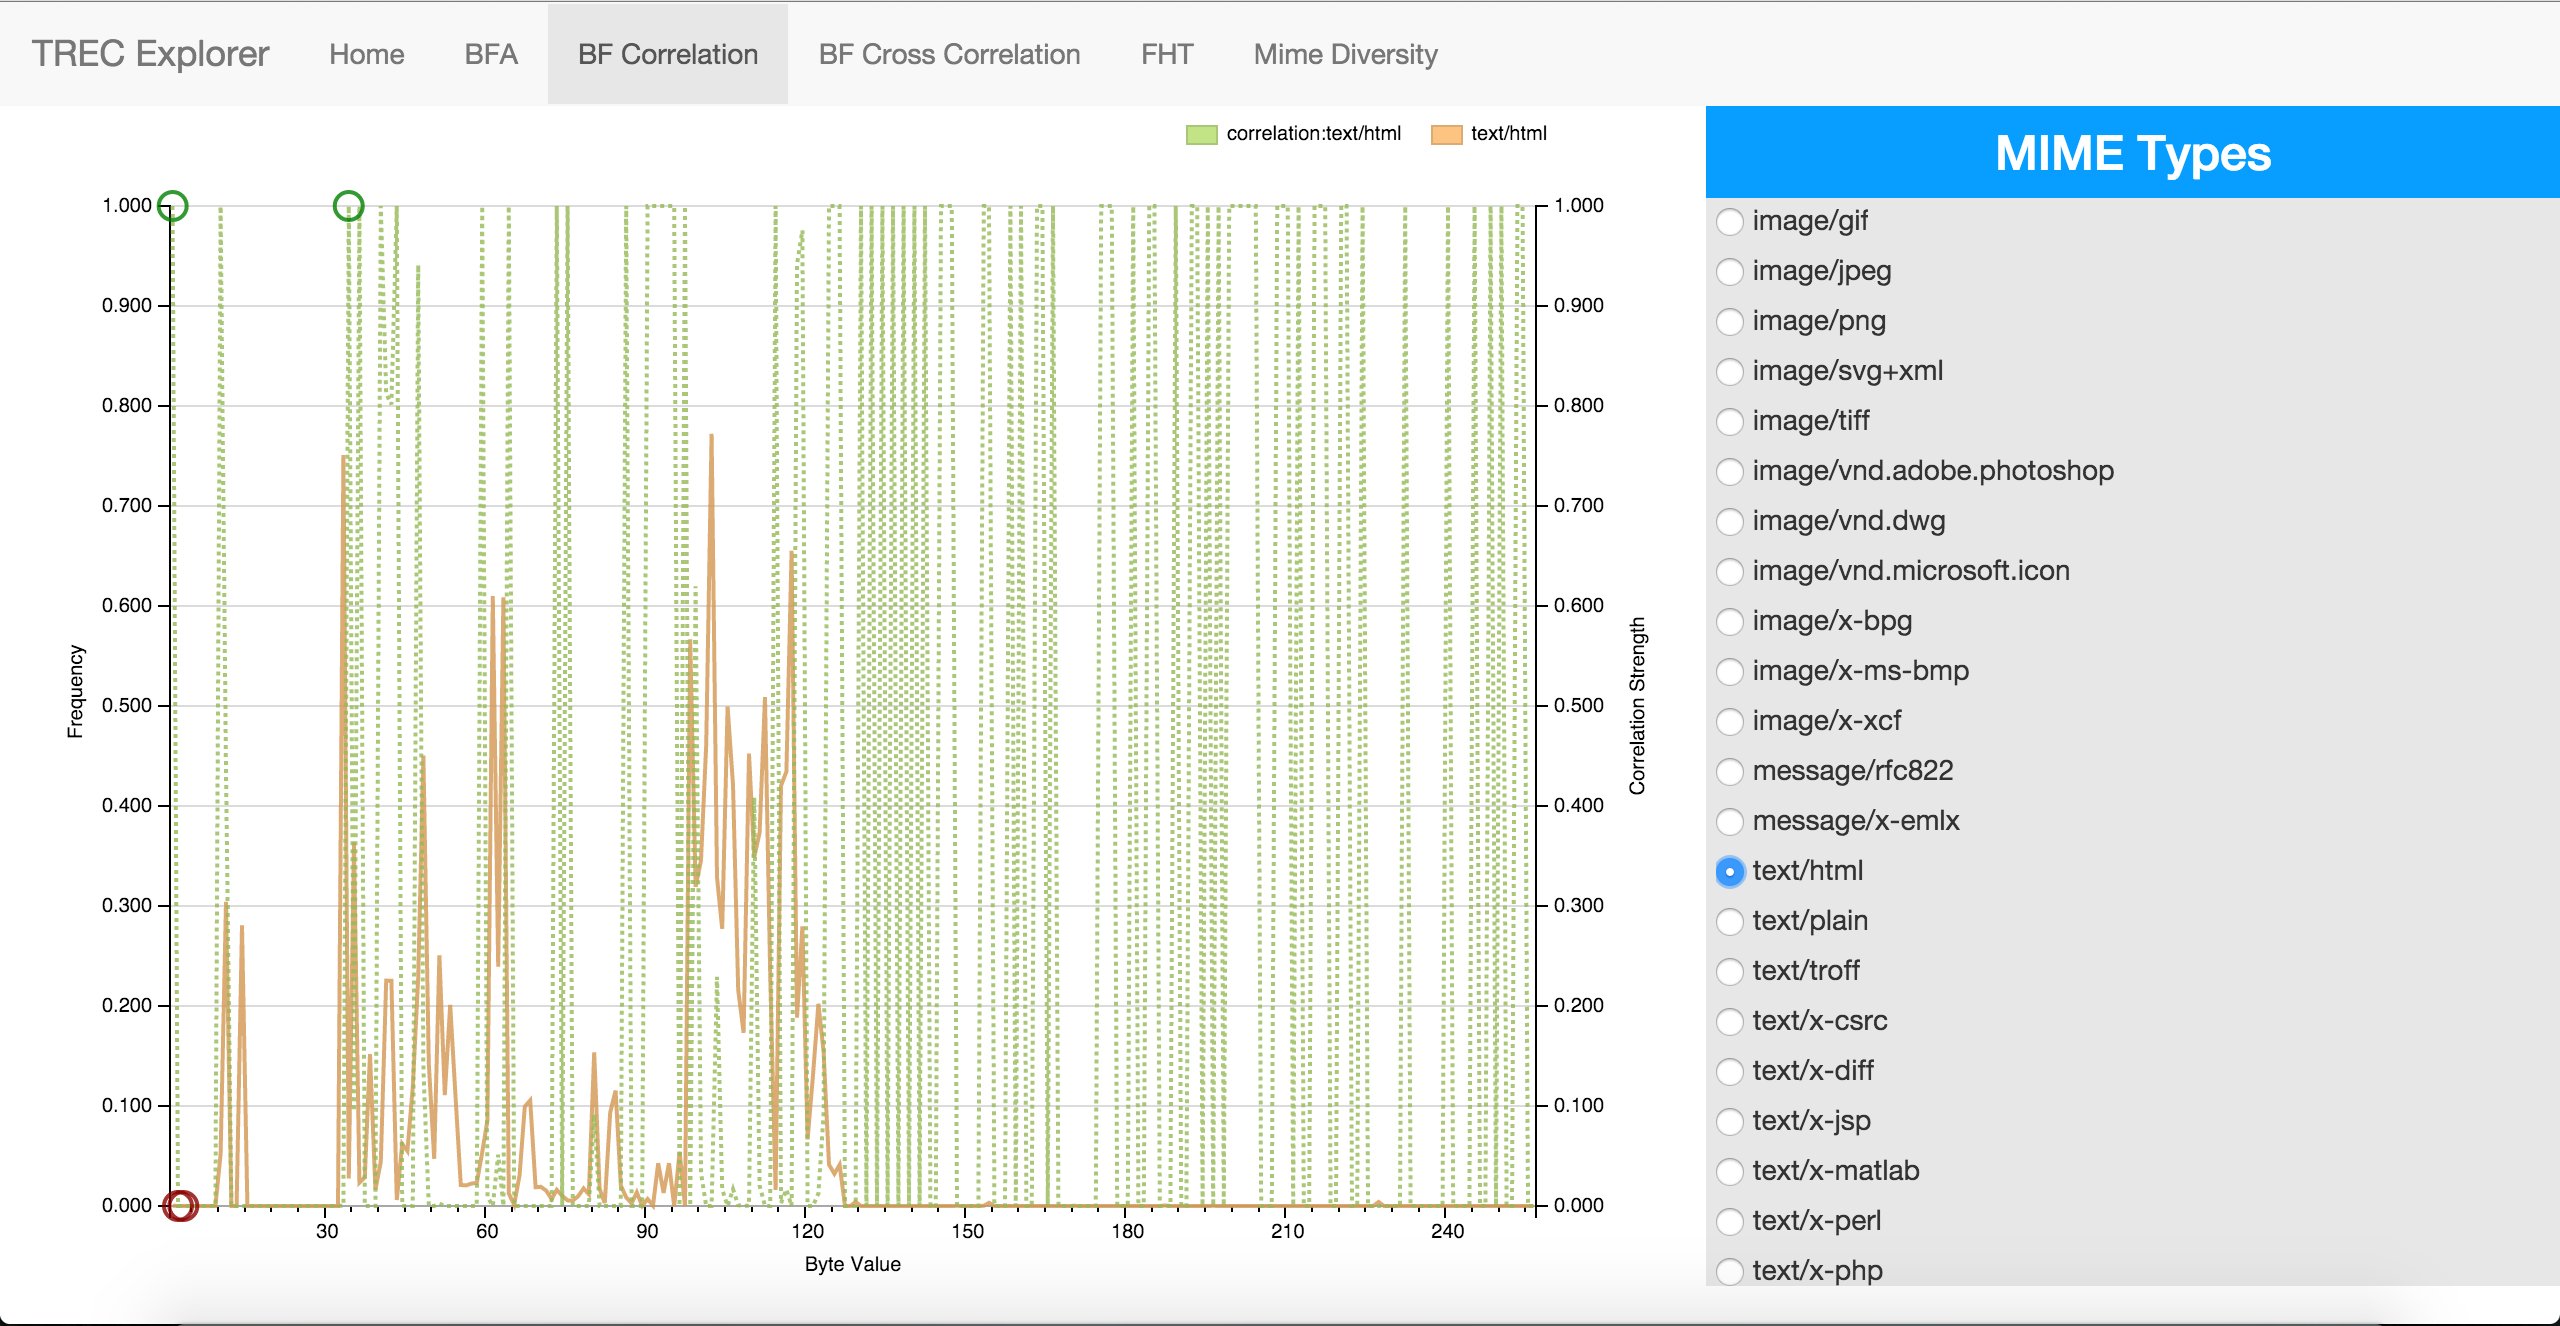 TREC Explorer Home BFA BF Correlation BF Cross Correlation FHT Mime Diversity
correlation:text/html text/html
1.000
0.900
0.800
0.700
0.600
0.500
0.400
0.300
0.200
0.100
0.000
Frequency
30 60 90 120 150 180 210 240
Byte Value
1.000
0.900
0.800
0.700
0.600
0.500
0.400
0.300
0.200
0.100
0.000
Correlation Strength
MIME Types
image/gif
image/jpeg
image/png
image/svg+xml
image/tiff
image/vnd.adobe.photoshop
image/vnd.dwg
image/vnd.microsoft.icon
image/x-bpg
image/x-ms-bmp
image/x-xcf
message/rfc822
message/x-emlx
text/html
text/plain
text/troff
text/x-csrc
text/x-diff
text/x-jsp
text/x-matlab
text/x-perl
text/x-php